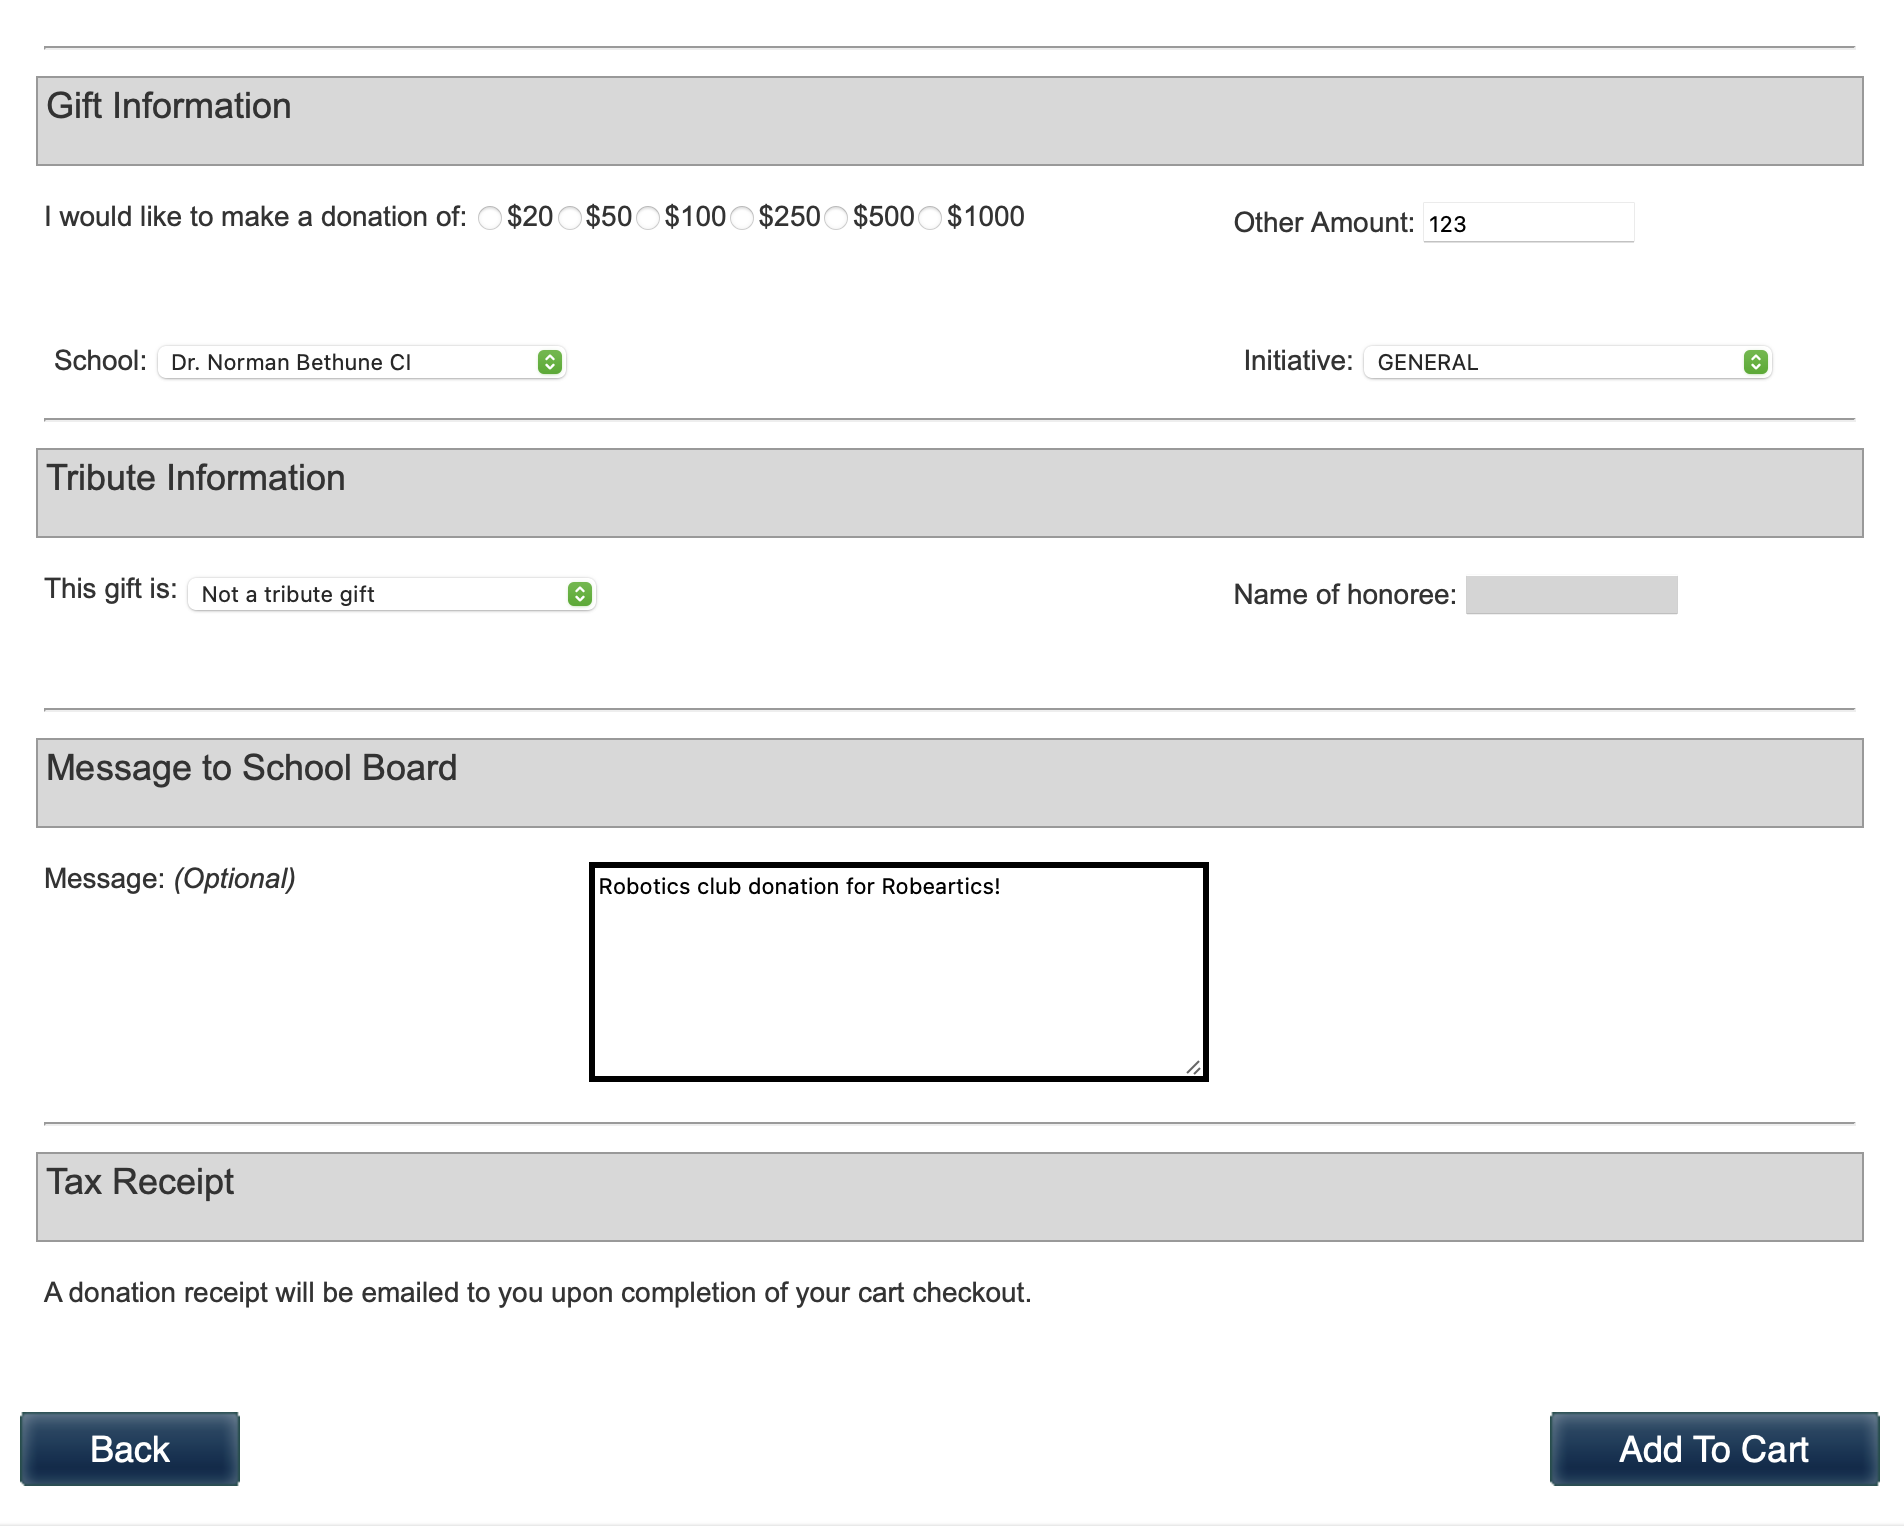 Gift Information
I would like to make a donation of: $20 $50 $100 $250 $500 $1000 Other Amount: 123
School: Dr. Norman Bethune CI Initiative: GENERAL
Tribute Information
This gift is: Not a tribute gift Name of honoree:
Message to School Board
Message: (Optional) Robotics club donation for Robeartics!
Tax Receipt
A donation receipt will be emailed to you upon completion of your cart checkout.
Back Add To Cart